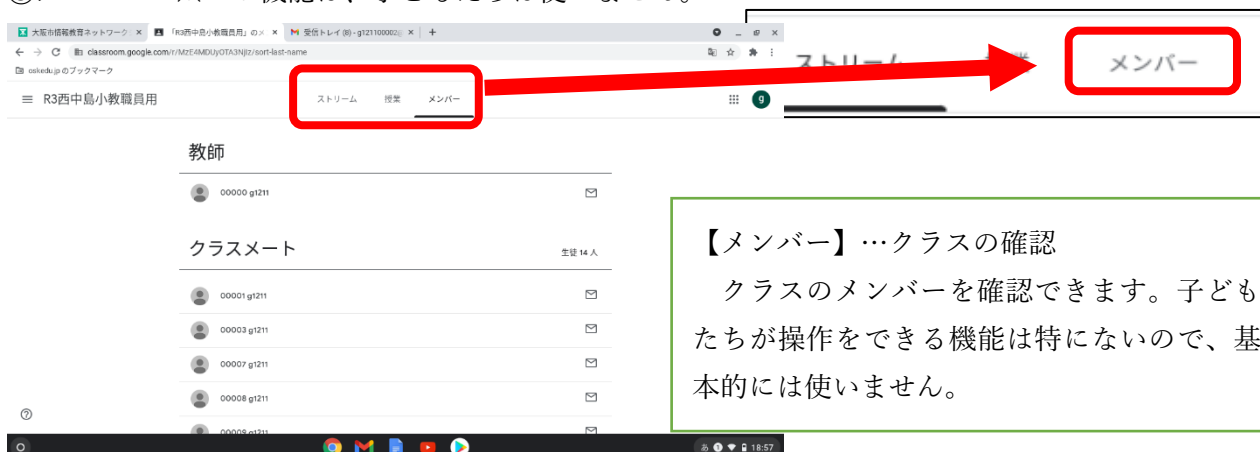 大阪市情報教育ネットワーク
「R3西中島小教職員用」のメ
受信トレイ (8) - g121100002@
classroom.google.com/r/MzE4MDUyOTA3NjIz/sort-last-name
oskedu.jp のブックマーク
R3西中島小教職員用
ストリーム 授業 メンバー
g
ストリーム
メンバー
教師
00000 g1211
クラスメート
生徒 14 人
00001 g1211
00003 g1211
00007 g1211
00008 g1211
00009 g1211
あ 18:57
【メンバー】…クラスの確認
クラスのメンバーを確認できます。子ども
たちが操作をできる機能は特にないので、基
本的には使いません。